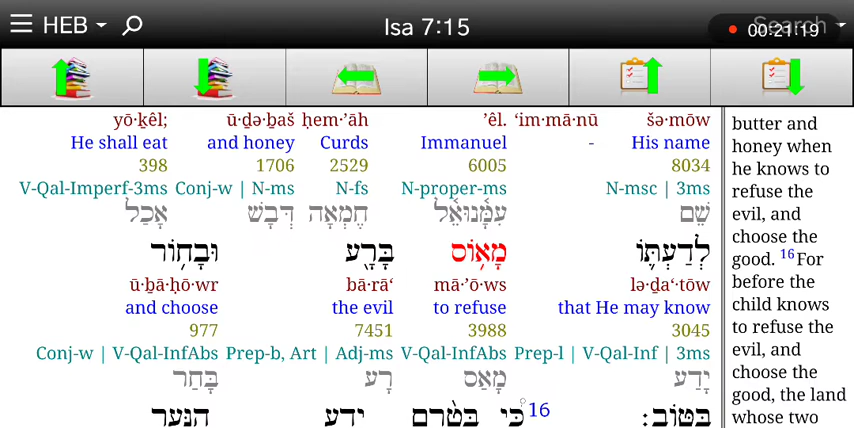 HEB
Isa 7:15
Search
00:21:19
šə·mōw ‘im·mā·nū ’êl. ḥem·’āh ū·ḏə·ḇaš yō·ḵêl;
His name - Immanuel Curds and honey He shall eat
8034 6005 2529 1706 398
N-msc | 3ms N-proper-ms N-fs Conj-w | N-ms V-Qal-Imperf-3ms
שֵׁם עִמָּנוּאֵל חֶמְאָה דְּבָשׁ אָכַל
לְדַעְתּ֛וֹ מָא֥וֹס בָּרָ֖ע וּבָח֥וֹר
lə·ḏa‘·tōw mā·’ō·ws bā·rā‘ ū·ḇā·ḥō·wr
that He may know to refuse the evil and choose
3045 3988 7451 977
Prep-l | V-Qal-Inf | 3ms V-Qal-InfAbs Prep-b, Art | Adj-ms Conj-w | V-Qal-InfAbs
יָדַע מָאַס רָע בָּחַר
בַּטּֽוֹב׃ 16 כִּ֠י בְּטֶ֨רֶם ידע הנער
butter and
honey when
he knows to
refuse the
evil, and
choose the
good. 16For
before the
child knows
to refuse the
evil, and
choose the
good, the land
whose two